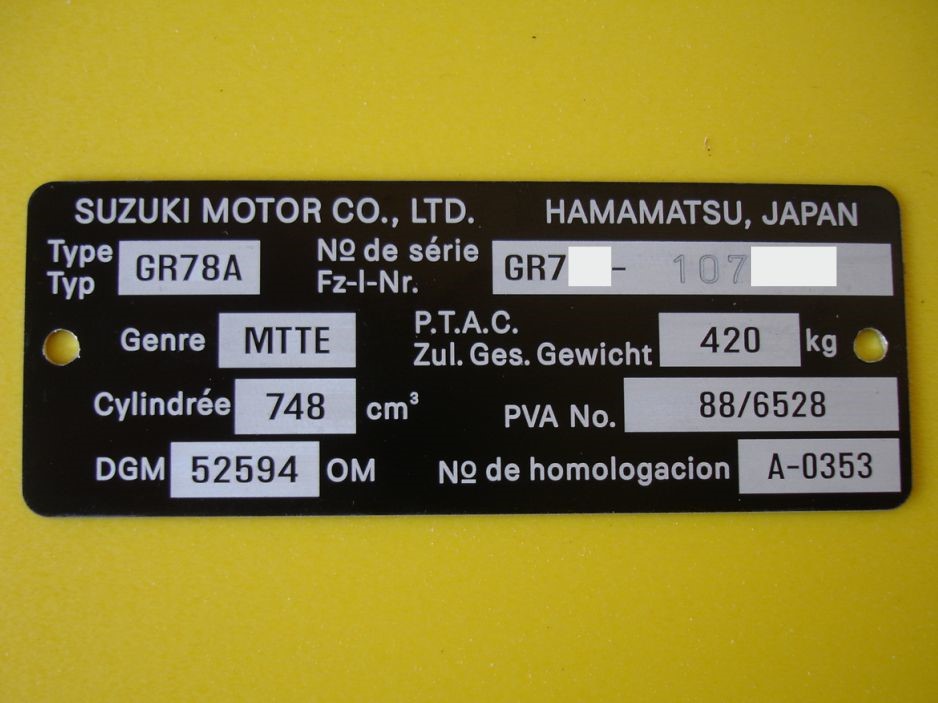 SUZUKI MOTOR CO., LTD. HAMAMATSU, JAPAN
Type
Typ
GR78A
Nº de série
Fz-I-Nr.
GR7 - 107
Genre MTTE
P.T.A.C.
Zul. Ges. Gewicht
420 kg
Cylindrée 748 cm³
PVA No. 88/6528
DGM 52594 OM
Nº de homologacion A-0353